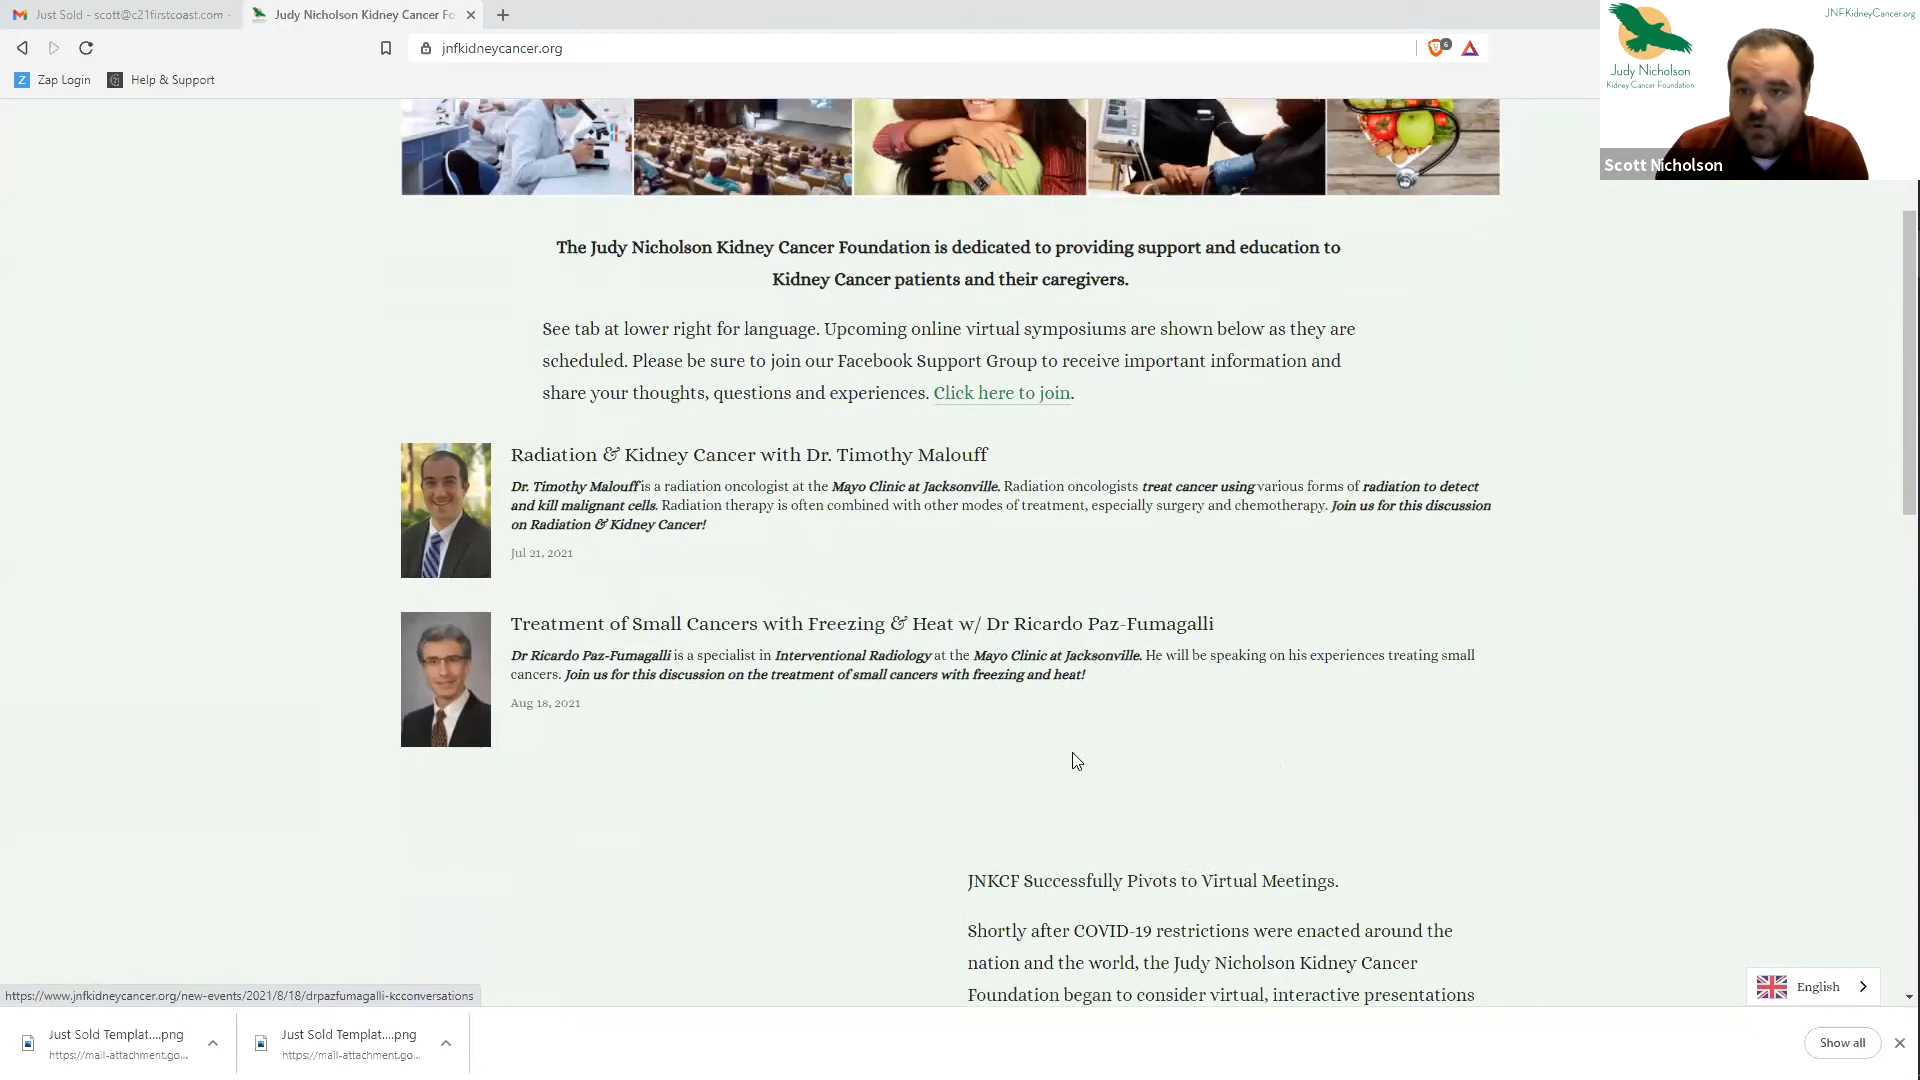 Just Sold - scott@c21firstcoast.com -
Judy Nicholson Kidney Cancer Fo
jnfkidneycancer.org
6
Zap Login
Help & Support
JNFKidneyCancer.org
Judy Nicholson
Kidney Cancer Foundation
Scott Nicholson
The Judy Nicholson Kidney Cancer Foundation is dedicated to providing support and education to
Kidney Cancer patients and their caregivers.
See tab at lower right for language. Upcoming online virtual symposiums are shown below as they are
scheduled. Please be sure to join our Facebook Support Group to receive important information and
share your thoughts, questions and experiences. Click here to join.
Radiation & Kidney Cancer with Dr. Timothy Malouff
Dr. Timothy Malouff is a radiation oncologist at the Mayo Clinic at Jacksonville. Radiation oncologists treat cancer using various forms of radiation to detect
and kill malignant cells. Radiation therapy is often combined with other modes of treatment, especially surgery and chemotherapy. Join us for this discussion
on Radiation & Kidney Cancer!
Jul 21, 2021
Treatment of Small Cancers with Freezing & Heat w/ Dr Ricardo Paz-Fumagalli
Dr Ricardo Paz-Fumagalli is a specialist in Interventional Radiology at the Mayo Clinic at Jacksonville. He will be speaking on his experiences treating small
cancers. Join us for this discussion on the treatment of small cancers with freezing and heat!
Aug 18, 2021
JNKCF Successfully Pivots to Virtual Meetings.
Shortly after COVID-19 restrictions were enacted around the
nation and the world, the Judy Nicholson Kidney Cancer
Foundation began to consider virtual, interactive presentations
English
https://www.jnfkidneycancer.org/new-events/2021/8/18/drpazfumagalli-kcconversations
Just Sold Templat....png
https://mail-attachment.go...
Just Sold Templat....png
https://mail-attachment.go...
Show all